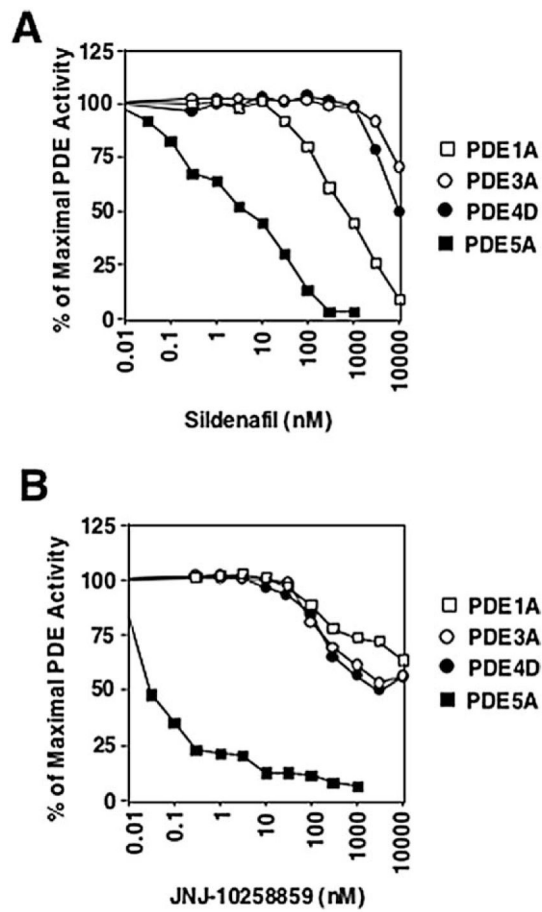 A
% of Maximal PDE Activity
125
100
75
50
25
0
0.01
0.1
1
10
100
1000
10000
Sildenafil (nM)
PDE1A
PDE3A
PDE4D
PDE5A
B
% of Maximal PDE Activity
125
100
75
50
25
0
0.01
0.1
1
10
100
1000
10000
JNJ-10258859 (nM)
PDE1A
PDE3A
PDE4D
PDE5A